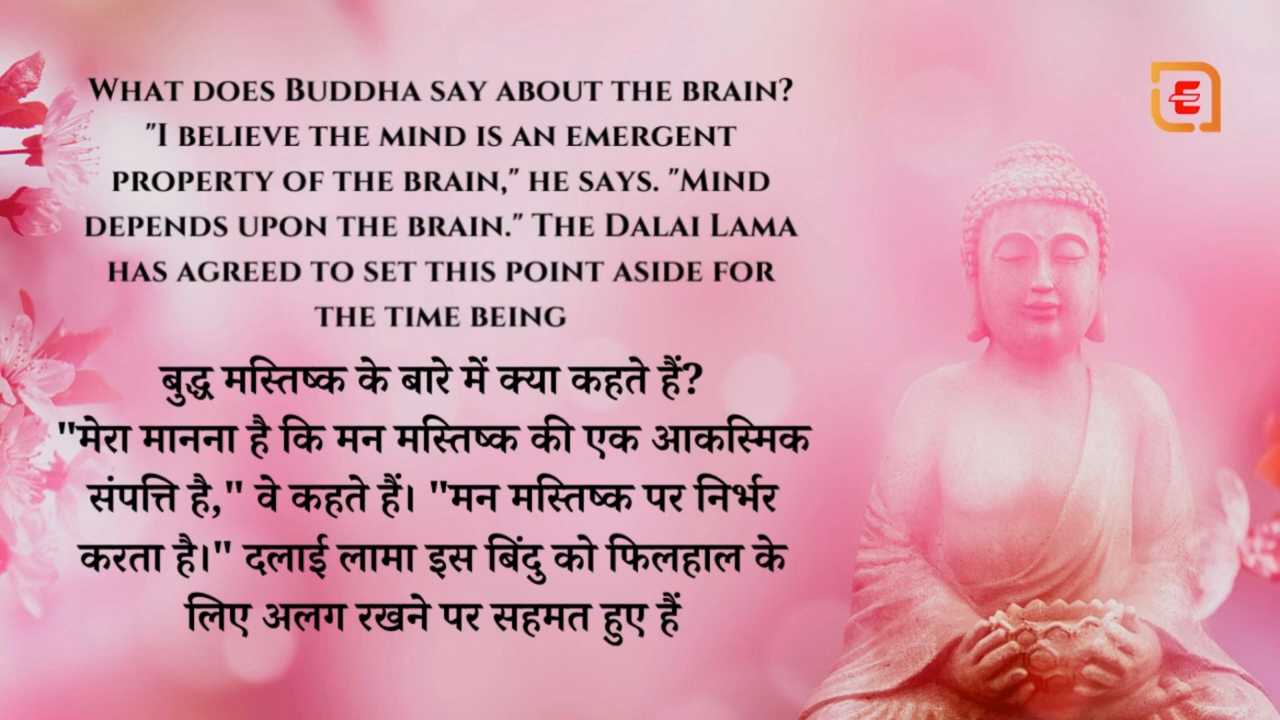 What does Buddha say about the brain?
"I believe the mind is an emergent
property of the brain," he says. "Mind
depends upon the brain." The Dalai Lama
has agreed to set this point aside for
the time being
बुद्ध मस्तिष्क के बारे में क्या कहते हैं?
"मेरा मानना है कि मन मस्तिष्क की एक आकस्मिक
संपत्ति है," वे कहते हैं। "मन मस्तिष्क पर निर्भर
करता है।" दलाई लामा इस बिंदु को फिलहाल के
लिए अलग रखने पर सहमत हुए हैं